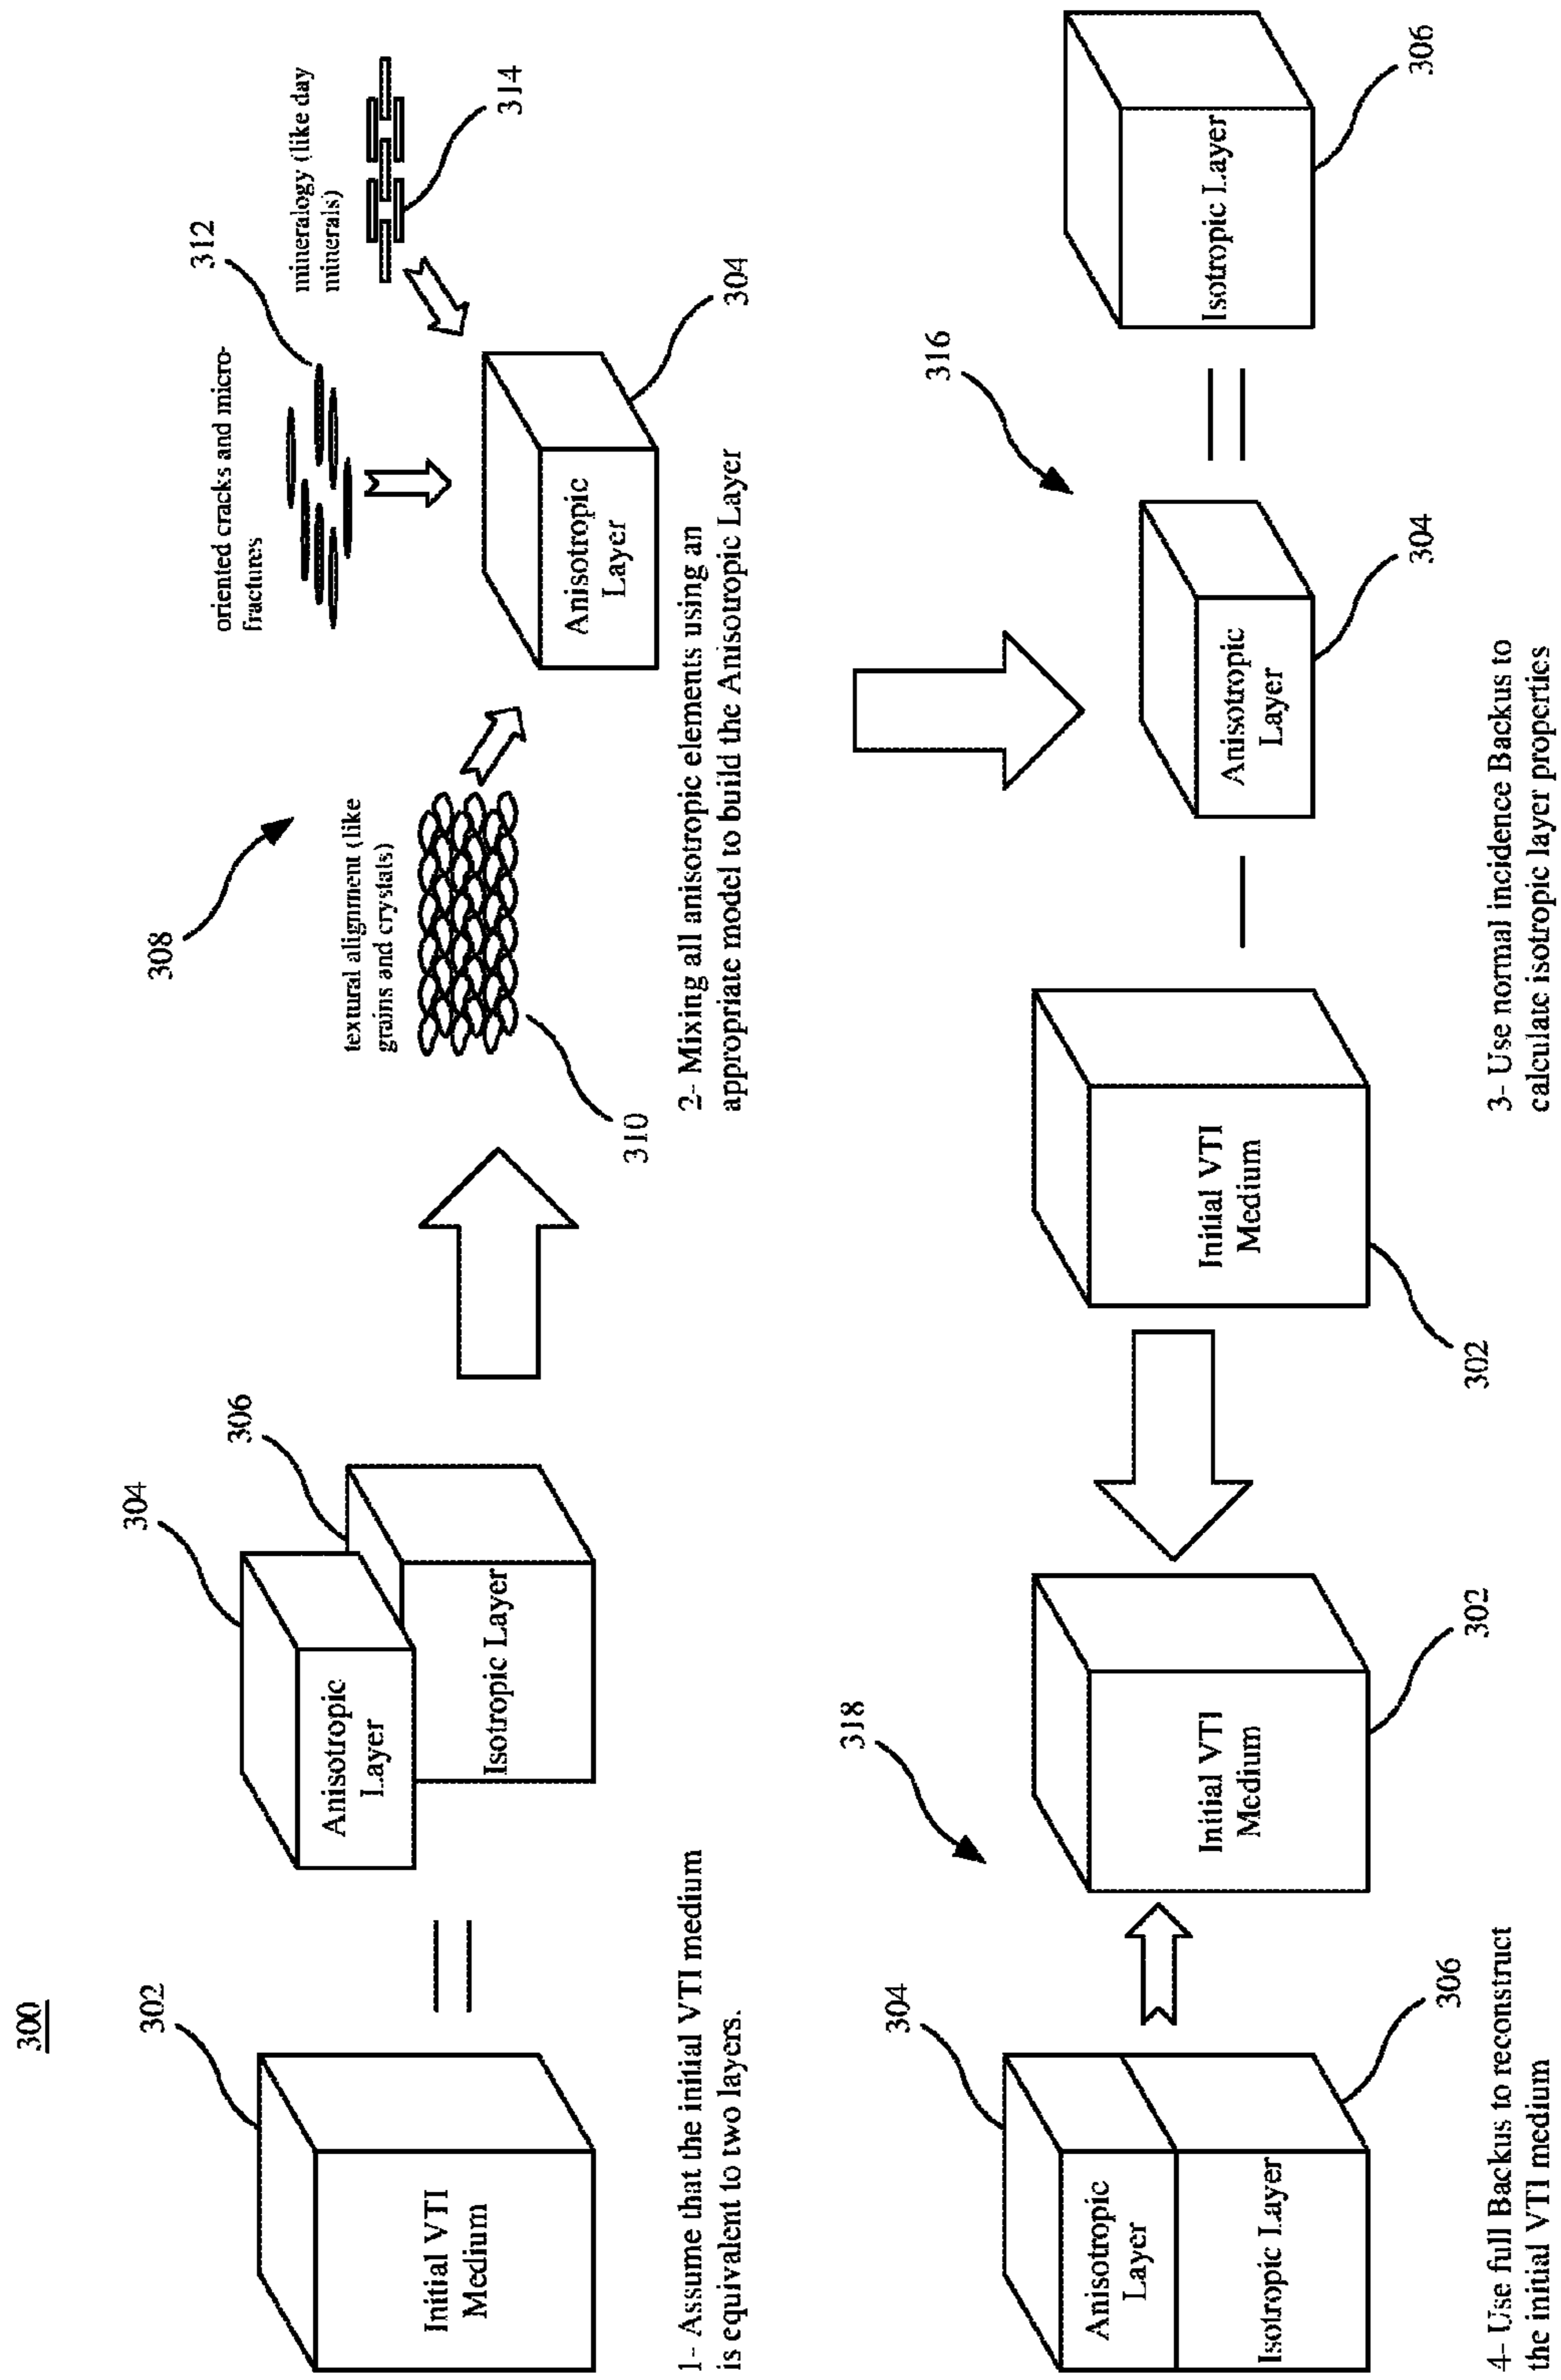 300
302
Initial VTI
Medium
304
306
Anisotropic
Layer
Isotropic Layer
1- Assume that the initial VTI medium
is equivalent to two layers.
308
textural alignment (like
grains and crystals)
310
oriented cracks and micro-
fractures
312
mineralogy (like day
minerals)
314
Anisotropic
Layer
304
2- Mixing all anisotropic elements using an
appropriate model to build the Anisotropic Layer
316
Initial VTI
Medium
302
Anisotropic
Layer
304
Isotropic Layer
306
3- Use normal incidence Backus to
calculate isotropic layer properties
318
304
Anisotropic
Layer
Isotropic Layer
306
Initial VTI
Medium
302
4- Use full Backus to reconstruct
the initial VTI medium